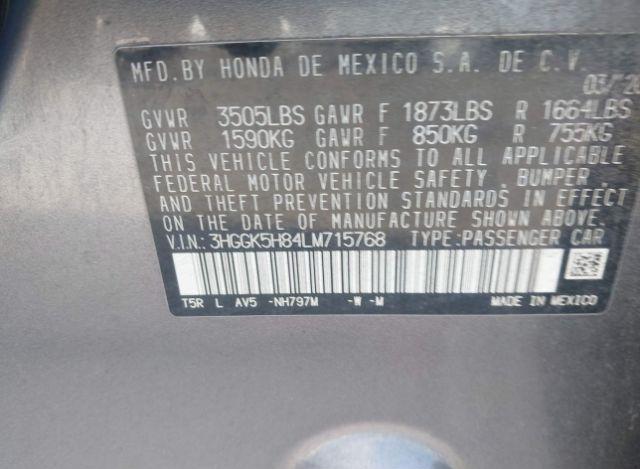 MFD. BY HONDA DE MEXICO S.A. DE C.V.
03/20
GVWR 3505LBS GAWR F 1873LBS R 1664LBS
GVWR 1590KG GAWR F 850KG R 755KG
THIS VEHICLE CONFORMS TO ALL APPLICABLE
FEDERAL MOTOR VEHICLE SAFETY, BUMPER,
AND THEFT PREVENTION STANDARDS IN EFFECT
ON THE DATE OF MANUFACTURE SHOWN ABOVE.
V.I.N.: 3HGGK5H84LM715768 TYPE:PASSENGER CAR
T5R L AV5 -NH797M -W -M MADE IN MEXICO